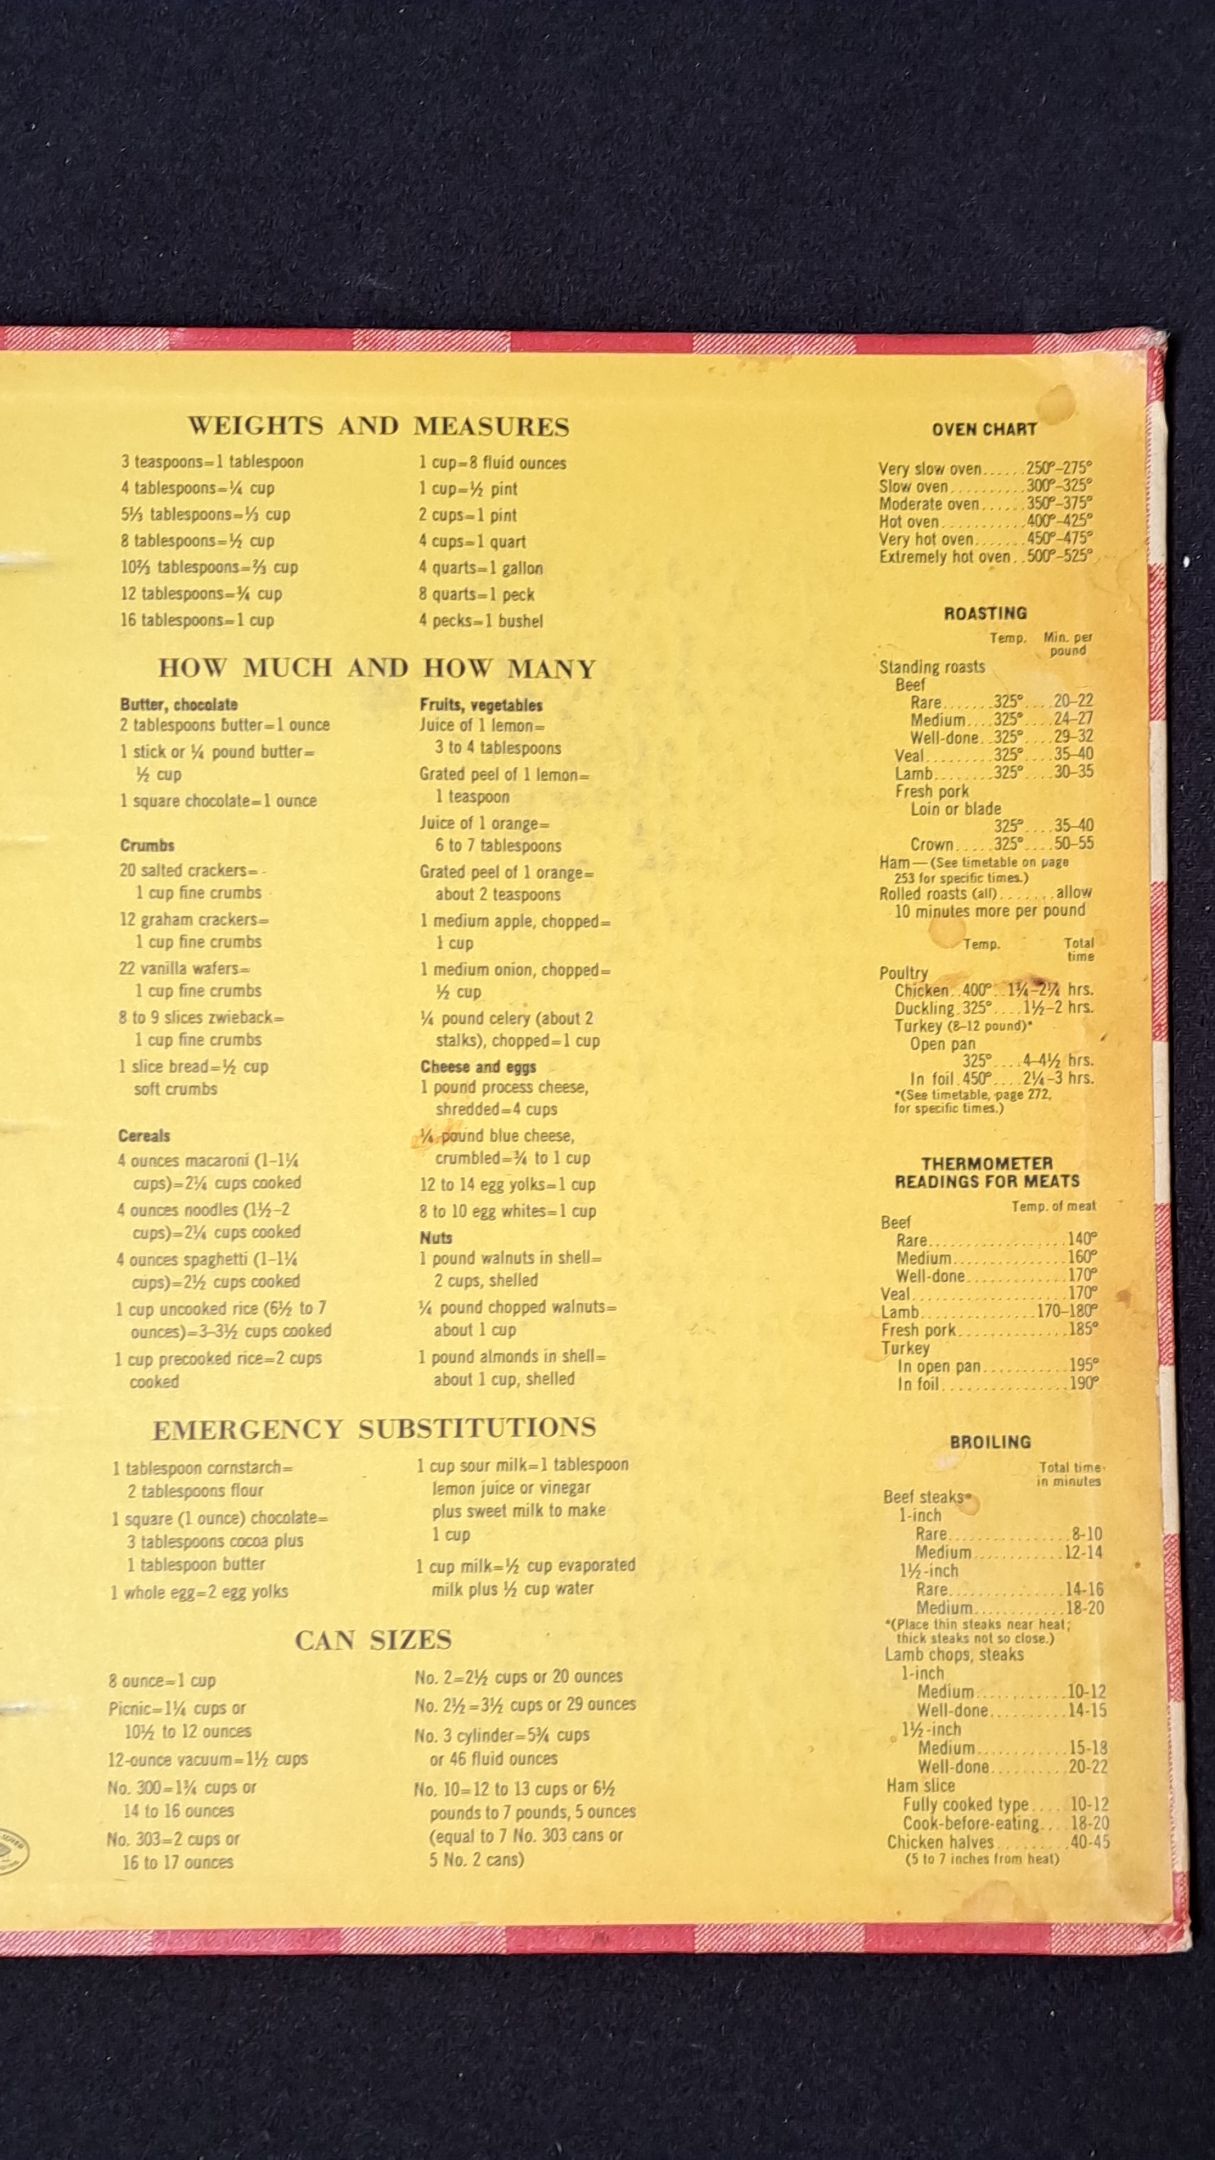 WEIGHTS AND MEASURES
3 teaspoons=1 tablespoon
4 tablespoons=¼ cup
5⅓ tablespoons=⅓ cup
8 tablespoons=½ cup
10⅔ tablespoons=⅔ cup
12 tablespoons=¾ cup
16 tablespoons=1 cup
1 cup=8 fluid ounces
1 cup=½ pint
2 cups=1 pint
4 cups=1 quart
4 quarts=1 gallon
8 quarts=1 peck
4 pecks=1 bushel
HOW MUCH AND HOW MANY
Butter, chocolate
2 tablespoons butter=1 ounce
1 stick or ¼ pound butter=
½ cup
1 square chocolate=1 ounce
Crumbs
20 salted crackers=
1 cup fine crumbs
12 graham crackers=
1 cup fine crumbs
22 vanilla wafers=
1 cup fine crumbs
8 to 9 slices zwieback=
1 cup fine crumbs
1 slice bread=½ cup
soft crumbs
Cereals
4 ounces macaroni (1–1¼
cups)=2¼ cups cooked
4 ounces noodles (1½–2
cups)=2¼ cups cooked
4 ounces spaghetti (1–1¼
cups)=2½ cups cooked
1 cup uncooked rice (6½ to 7
ounces)=3–3½ cups cooked
1 cup precooked rice=2 cups
cooked
Fruits, vegetables
Juice of 1 lemon=
3 to 4 tablespoons
Grated peel of 1 lemon=
1 teaspoon
Juice of 1 orange=
6 to 7 tablespoons
Grated peel of 1 orange=
about 2 teaspoons
1 medium apple, chopped=
1 cup
1 medium onion, chopped=
½ cup
¼ pound celery (about 2
stalks), chopped=1 cup
Cheese and eggs
1 pound process cheese,
shredded=4 cups
¼ pound blue cheese,
crumbled=¾ to 1 cup
12 to 14 egg yolks=1 cup
8 to 10 egg whites=1 cup
Nuts
1 pound walnuts in shell=
2 cups, shelled
¼ pound chopped walnuts=
about 1 cup
1 pound almonds in shell=
about 1 cup, shelled
EMERGENCY SUBSTITUTIONS
1 tablespoon cornstarch=
2 tablespoons flour
1 square (1 ounce) chocolate=
3 tablespoons cocoa plus
1 tablespoon butter
1 whole egg=2 egg yolks
1 cup sour milk=1 tablespoon
lemon juice or vinegar
plus sweet milk to make
1 cup
1 cup milk=½ cup evaporated
milk plus ½ cup water
CAN SIZES
8 ounce=1 cup
Picnic=1¼ cups or
10½ to 12 ounces
12-ounce vacuum=1½ cups
No. 300=1¾ cups or
14 to 16 ounces
No. 303=2 cups or
16 to 17 ounces
No. 2=2½ cups or 20 ounces
No. 2½=3½ cups or 29 ounces
No. 3 cylinder=5¾ cups
or 46 fluid ounces
No. 10=12 to 13 cups or 6½
pounds to 7 pounds, 5 ounces
(equal to 7 No. 303 cans or
5 No. 2 cans)
OVEN CHART
Very slow oven......250°–275°
Slow oven..........300°–325°
Moderate oven......350°–375°
Hot oven...........400°–425°
Very hot oven.......450°–475°
Extremely hot oven..500°–525°
ROASTING
Temp. Min. per
pound
Standing roasts
Beef
Rare.......325°....20–22
Medium....325°....24–27
Well-done..325°....29–32
Veal.........325°....35–40
Lamb........325°....30–35
Fresh pork
Loin or blade
325°....35–40
Crown.....325°....50–55
Ham—(See timetable on page
253 for specific times.)
Rolled roasts (all).......allow
10 minutes more per pound
Temp. Total
time
Poultry
Chicken..400°..1¼–2¼ hrs.
Duckling.325°....1½–2 hrs.
Turkey (8–12 pound)*
Open pan
325°....4–4½ hrs.
In foil.450°....2¼–3 hrs.
*(See timetable, page 272,
for specific times.)
THERMOMETER
READINGS FOR MEATS
Temp. of meat
Beef
Rare.................140°
Medium..............160°
Well-done............170°
Veal...................170°
Lamb..............170–180°
Fresh pork.............185°
Turkey
In open pan...........195°
In foil................190°
BROILING
Total time
in minutes
Beef steaks*
1-inch
Rare...............8-10
Medium...........12-14
1½-inch
Rare..............14-16
Medium...........18-20
*(Place thin steaks near heat;
thick steaks not so close.)
Lamb chops, steaks
1-inch
Medium...........10-12
Well-done.........14-15
1½-inch
Medium...........15-18
Well-done.........20-22
Ham slice
Fully cooked type....10-12
Cook-before-eating....18-20
Chicken halves.........40-45
(5 to 7 inches from heat)